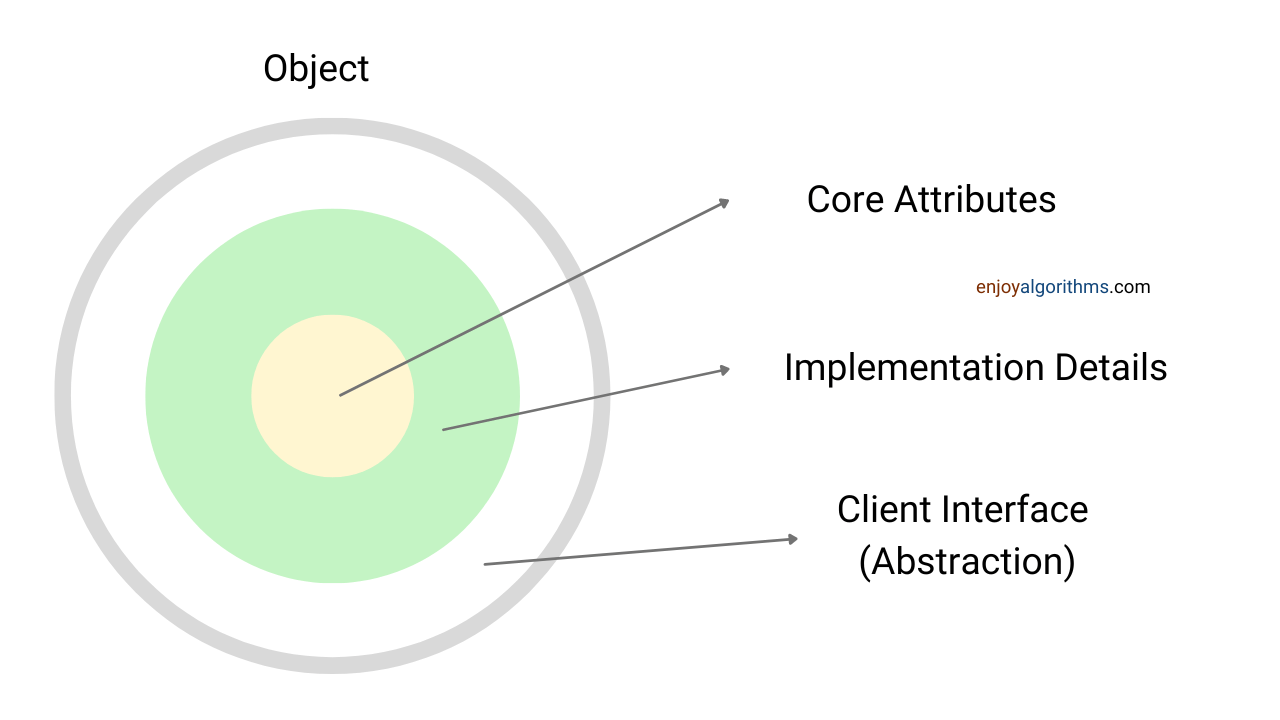 Object
Core Attributes
enjoyalgorithms.com
Implementation Details
Client Interface
(Abstraction)